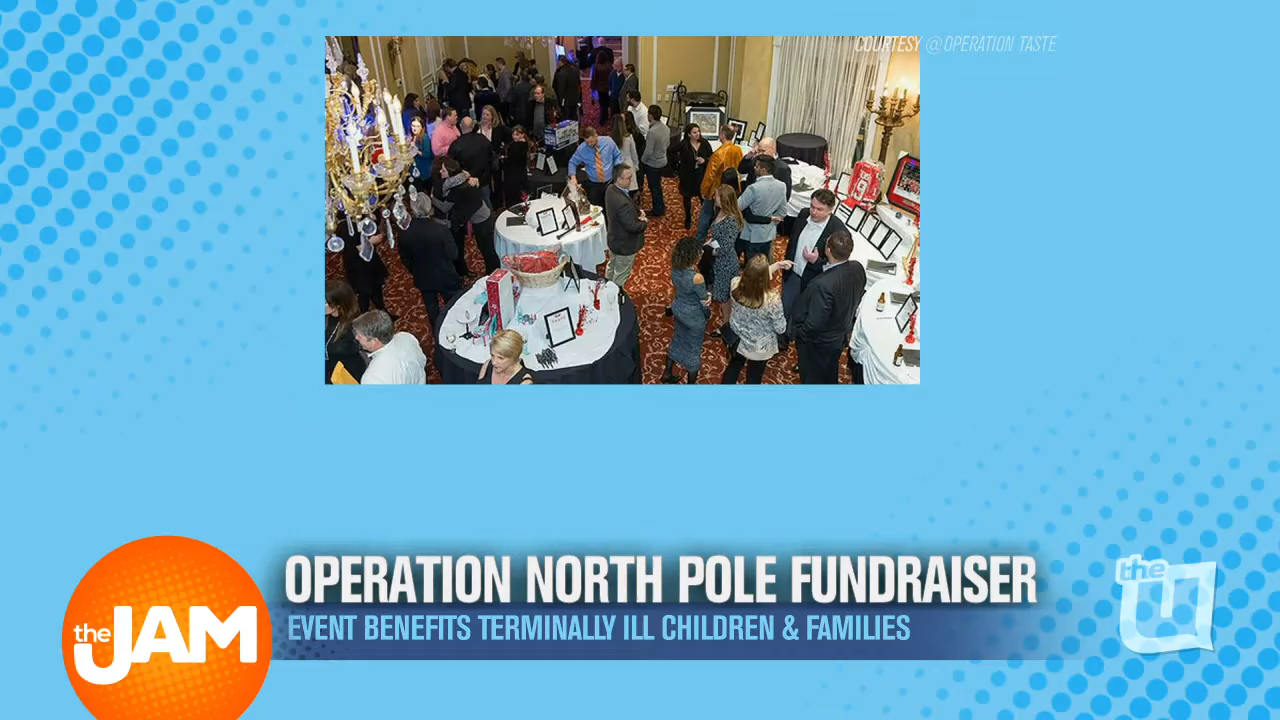 COURTESY @OPERATION TASTE
OPERATION NORTH POLE FUNDRAISER
EVENT BENEFITS TERMINALLY ILL CHILDREN & FAMILIES
the JAM
the U